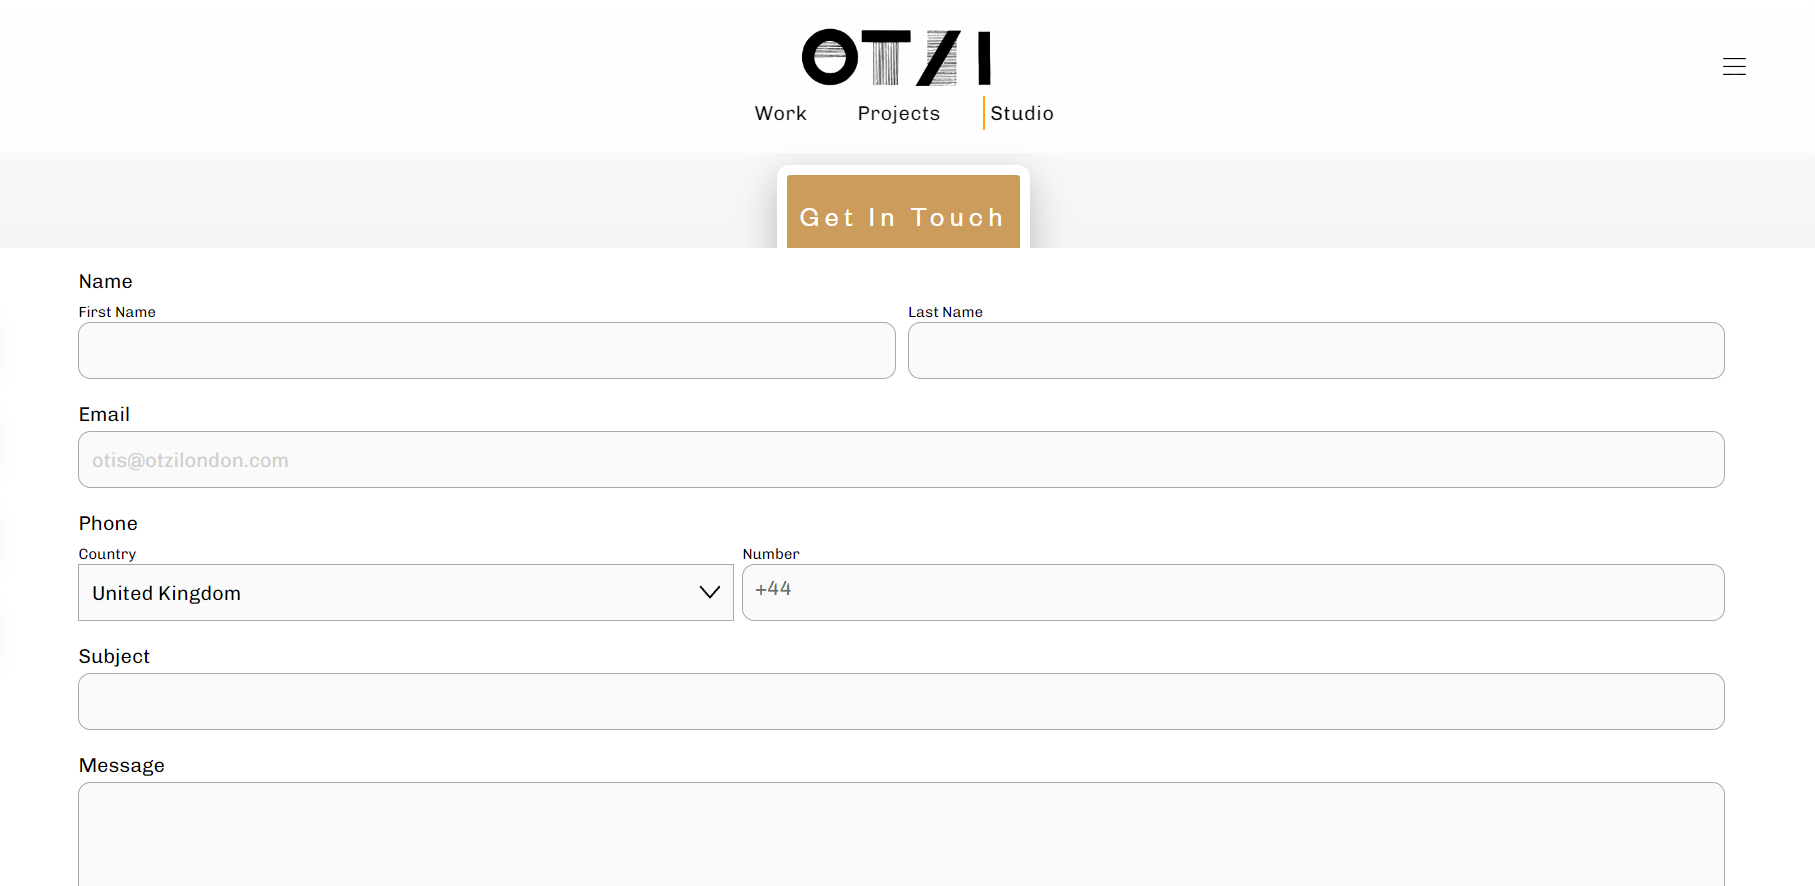 OTZI
Work Projects Studio
Get In Touch
Name
First Name Last Name
Email
otis@otzilondon.com
Phone
Country Number
United Kingdom +44
Subject
Message